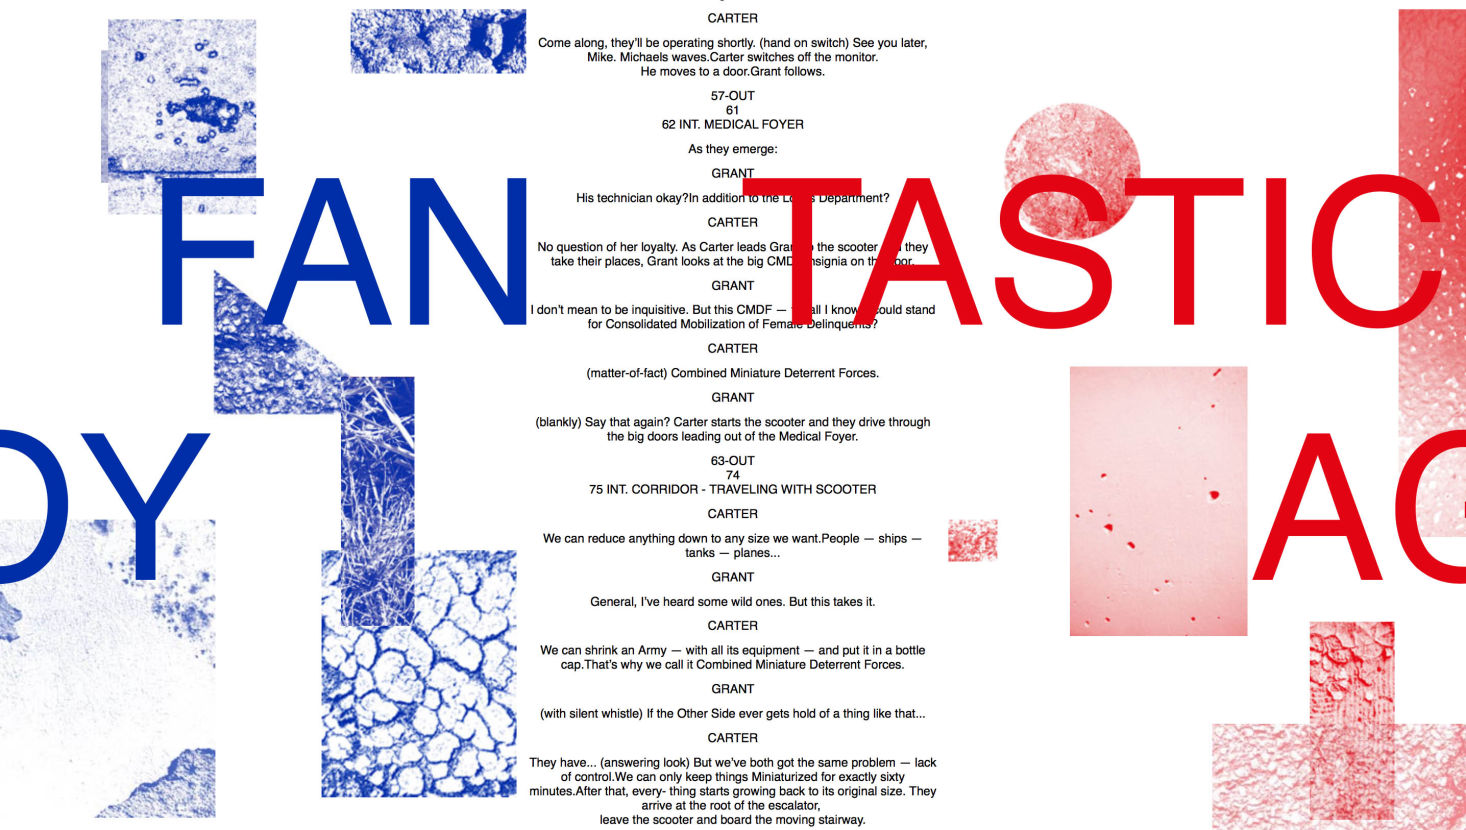 CARTER
Come along, they'll be operating shortly. (hand on switch) See you later,
Mike. Michaels waves.Carter switches off the monitor.
He moves to a door.Grant follows.
57-OUT
61
62 INT. MEDICAL FOYER
As they emerge:
GRANT
His technician okay?In addition to the Department?
CARTER
No question of her loyalty. As Carter leads the scooter they
take their places, Grant looks at the big on
GRANT
I don't mean to be inquisitive. But this CMDF — all I could stand
for Consolidated Mobilization of Female Delinquents?
CARTER
(matter-of-fact) Combined Miniature Deterrent Forces.
GRANT
(blankly) Say that again? Carter starts the scooter and they drive through
the big doors leading out of the Medical Foyer.
63-OUT
74
75 INT. CORRIDOR - TRAVELING WITH SCOOTER
CARTER
We can reduce anything down to any size we want.People — ships —
tanks — planes...
GRANT
General, I've heard some wild ones. But this takes it.
CARTER
We can shrink an Army — with all its equipment — and put it in a bottle
cap.That's why we call it Combined Miniature Deterrent Forces.
GRANT
(with silent whistle) If the Other Side ever gets hold of a thing like that...
CARTER
They have... (answering look) But we've both got the same problem — lack
of control.We can only keep things Miniaturized for exactly sixty
minutes.After that, every- thing starts growing back to its original size. They
arrive at the root of the escalator,
leave the scooter and board the moving stairway.
FAN TASTIC
DY AC